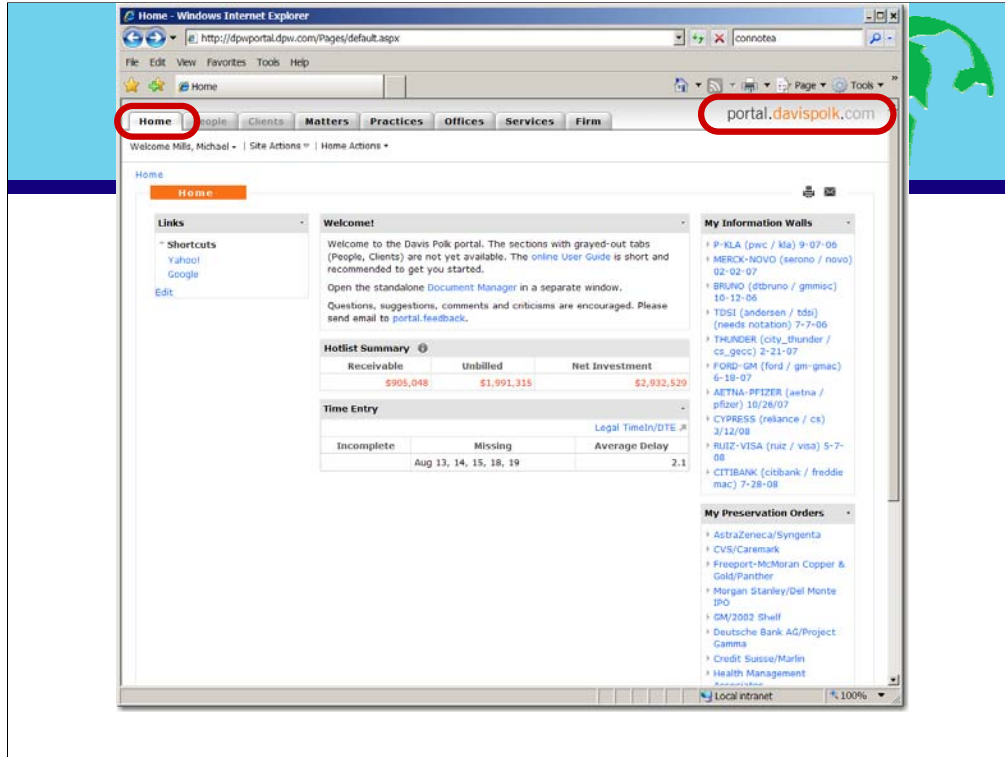 Home - Windows Internet Explorer
http://dpwportal.dpw.com/Pages/default.aspx
connotea
File Edit View Favorites Tools Help
Home
Page Tools »
Home People Clients Matters Practices Offices Services Firm
portal.davispolk.com
Welcome Mills, Michael | Site Actions | Home Actions
Home
Home
Links
Shortcuts
Yahoo!
Google
Edit
Welcome!
Welcome to the Davis Polk portal. The sections with grayed-out tabs
(People, Clients) are not yet available. The online User Guide is short and
recommended to get you started.
Open the standalone Document Manager in a separate window.
Questions, suggestions, comments and criticisms are encouraged. Please
send email to portal.feedback.
Hotlist Summary
Receivable Unbilled Net Investment
$905,048 $1,991,315 $2,932,529
Time Entry
Legal TimeIn/DTE
Incomplete Missing Average Delay
Aug 13, 14, 15, 18, 19 2.1
My Information Walls
P-KLA (pwc / kla) 9-07-06
MERCK-NOVO (serono / novo)
02-02-07
BRUNO (dtbruno / gmmisc)
10-12-06
TDSI (andersen / tdsi)
(needs notation) 7-7-06
THUNDER (city_thunder /
cs_gecc) 2-21-07
FORD-GM (ford / gm-gmac)
6-18-07
AETNA-PFIZER (aetna /
pfizer) 10/26/07
CYPRESS (reliance / cs)
3/12/08
RUIZ-VISA (ruiz / visa) 5-7-
08
CITIBANK (citibank / freddie
mac) 7-28-08
My Preservation Orders
AstraZeneca/Syngenta
CVS/Caremark
Freeport-McMoran Copper &
Gold/Panther
Morgan Stanley/Del Monte
IPO
GM/2002 Shelf
Deutsche Bank AG/Project
Gamma
Credit Suisse/Marlin
Health Management
Local intranet
100%